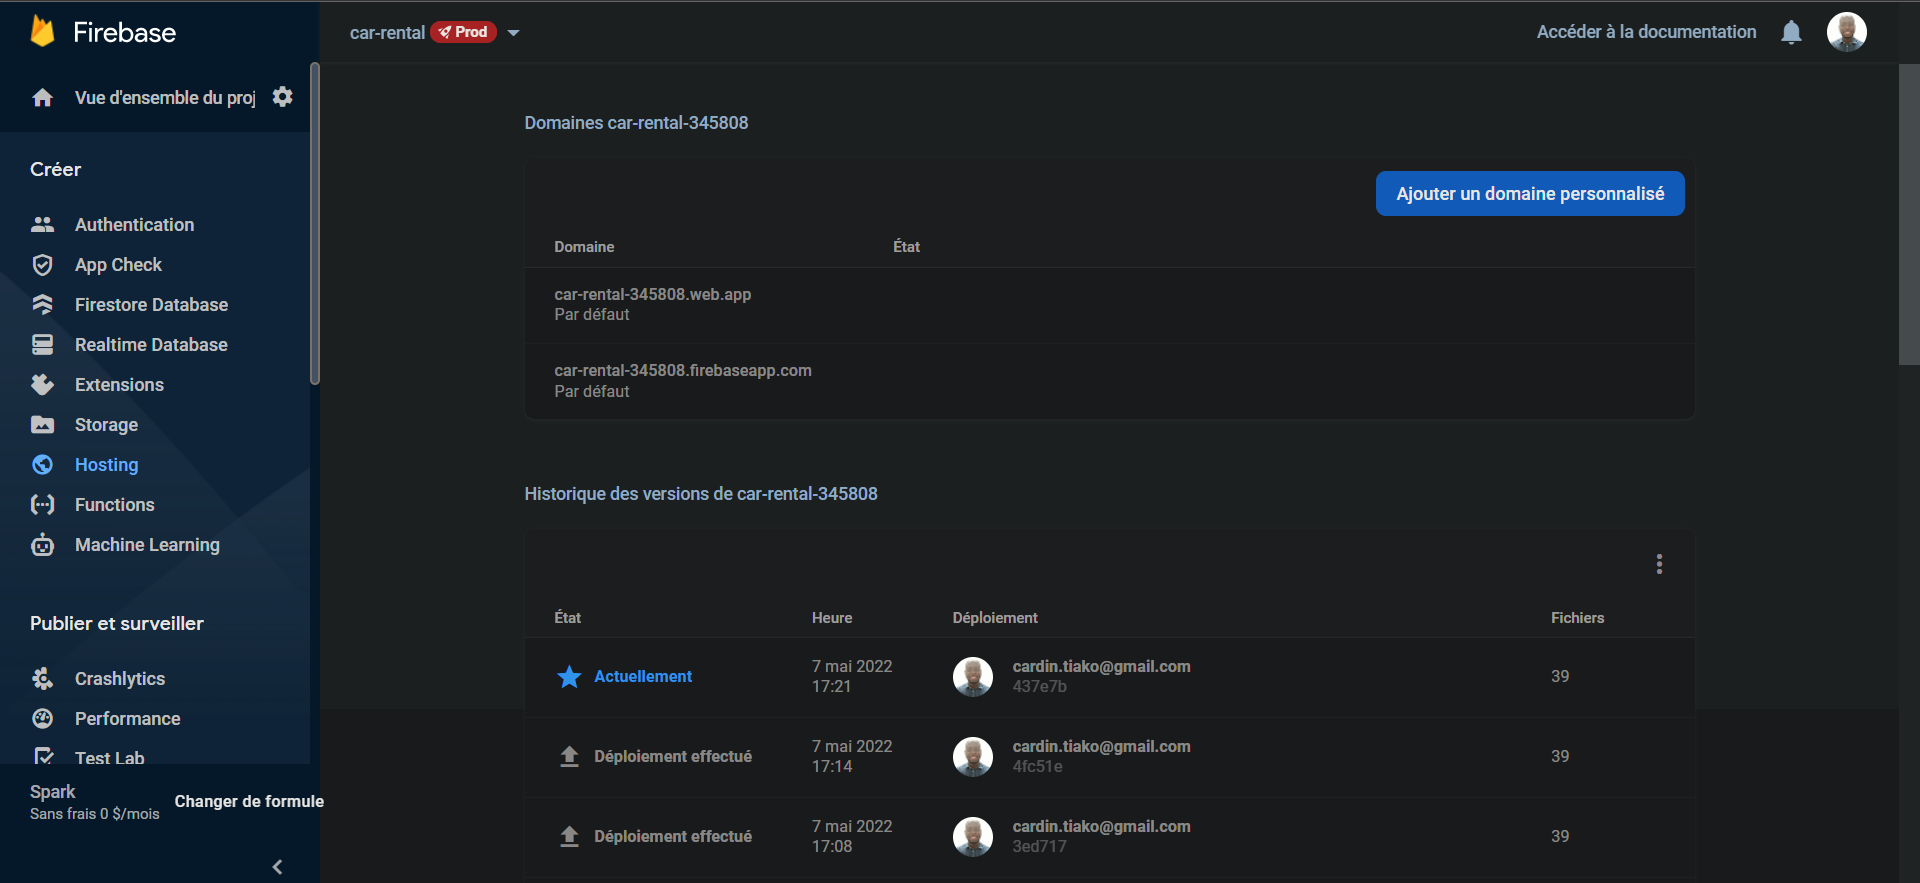 Firebase
car-rental Prod
Accéder à la documentation
Vue d'ensemble du proj
Créer
Authentication
App Check
Firestore Database
Realtime Database
Extensions
Storage
Hosting
Functions
Machine Learning
Publier et surveiller
Crashlytics
Performance
Test Lab
Spark
Sans frais 0 $/mois
Changer de formule
Domaines car-rental-345808
Ajouter un domaine personnalisé
Domaine État
car-rental-345808.web.app
Par défaut
car-rental-345808.firebaseapp.com
Par défaut
Historique des versions de car-rental-345808
État Heure Déploiement Fichiers
Actuellement 7 mai 2022 cardin.tiako@gmail.com 39
17:21 437e7b
Déploiement effectué 7 mai 2022 cardin.tiako@gmail.com 39
17:14 4fc51e
Déploiement effectué 7 mai 2022 cardin.tiako@gmail.com 39
17:08 3ed717